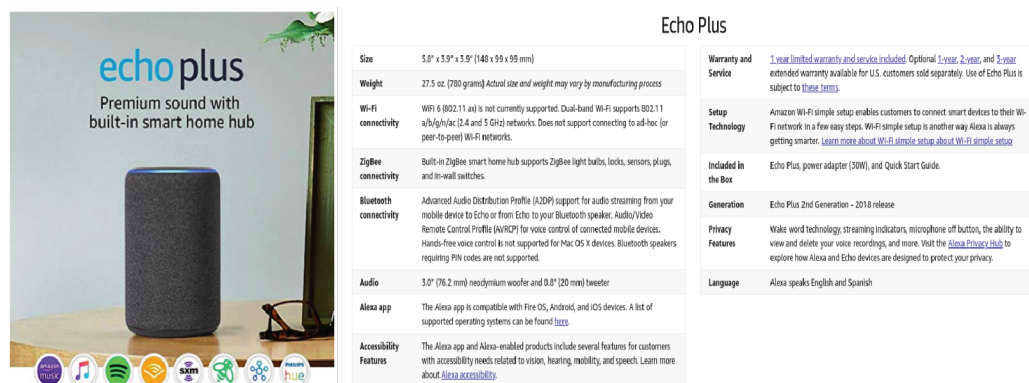 echo plus
Premium sound with
built-in smart home hub
amazon
music
sxm
PHILIPS
hue
Echo Plus
Size
5.8" x 3.9" x 3.9" (148 x 99 x 99 mm)
Weight
27.5 oz. (780 grams) Actual size and weight may vary by manufacturing process
Wi-Fi
connectivity
WiFi 6 (802.11 ax) is not currently supported. Dual-band Wi-Fi supports 802.11
a/b/g/n/ac (2.4 and 5 GHz) networks. Does not support connecting to ad-hoc (or
peer-to-peer) Wi-Fi networks.
ZigBee
connectivity
Built-in ZigBee smart home hub supports ZigBee light bulbs, locks, sensors, plugs,
and in-wall switches.
Bluetooth
connectivity
Advanced Audio Distribution Profile (A2DP) support for audio streaming from your
mobile device to Echo or from Echo to your Bluetooth speaker. Audio/Video
Remote Control Profile (AVRCP) for voice control of connected mobile devices.
Hands-free voice control is not supported for Mac OS X devices. Bluetooth speakers
requiring PIN codes are not supported.
Audio
3.0" (76.2 mm) neodymium woofer and 0.8" (20 mm) tweeter
Alexa app
The Alexa app is compatible with Fire OS, Android, and iOS devices. A list of
supported operating systems can be found here.
Accessibility
Features
The Alexa app and Alexa-enabled products include several features for customers
with accessibility needs related to vision, hearing, mobility, and speech. Learn more
about Alexa accessibility.
Warranty and
Service
1 year limited warranty and service included. Optional 1-year, 2-year, and 3-year
extended warranty available for U.S. customers sold separately. Use of Echo Plus is
subject to these terms.
Setup
Technology
Amazon Wi-Fi simple setup enables customers to connect smart devices to their Wi-
Fi network in a few easy steps. Wi-Fi simple setup is another way Alexa is always
getting smarter. Learn more about Wi-Fi simple setup about Wi-Fi simple setup
Included in
the Box
Echo Plus, power adapter (30W), and Quick Start Guide.
Generation
Echo Plus 2nd Generation - 2018 release
Privacy
Features
Wake word technology, streaming indicators, microphone off button, the ability to
view and delete your voice recordings, and more. Visit the Alexa Privacy Hub to
explore how Alexa and Echo devices are designed to protect your privacy.
Language
Alexa speaks English and Spanish